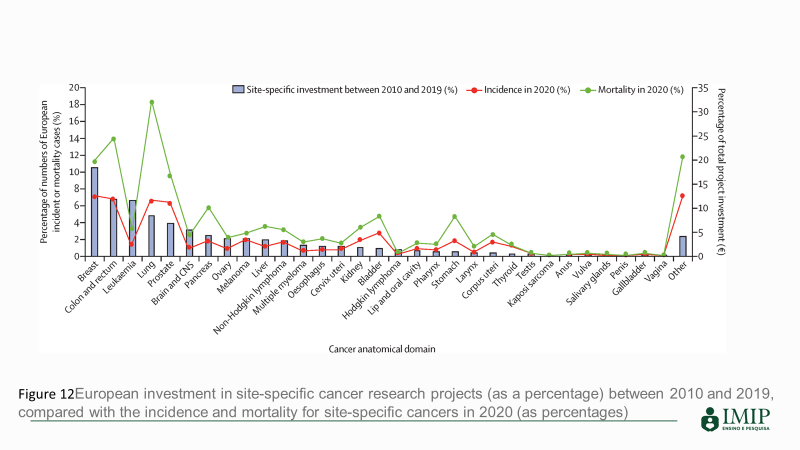 Site-specific investment between 2010 and 2019 (%)
Incidence in 2020 (%)
Mortality in 2020 (%)
Percentage of numbers of European
incident or mortality cases (%)
20
18
16
14
12
10
8
6
4
2
0
35
30
25
20
15
10
5
0
Percentage of total project investment (€)
Breast
Colon and rectum
Leukaemia
Lung
Prostate
Brain and CNS
Pancreas
Ovary
Melanoma
Liver
Non-Hodgkin lymphoma
Multiple myeloma
Oesophagus
Cervix uteri
Kidney
Bladder
Hodgkin lymphoma
Lip and oral cavity
Pharynx
Stomach
Larynx
Corpus uteri
Thyroid
Testis
Kaposi sarcoma
Anus
Vulva
Salivary glands
Penis
Gallbladder
Vagina
Other
Cancer anatomical domain
Figure 12European investment in site-specific cancer research projects (as a percentage) between 2010 and 2019,
compared with the incidence and mortality for site-specific cancers in 2020 (as percentages)
IMIP
ENSINO E PESQUISA